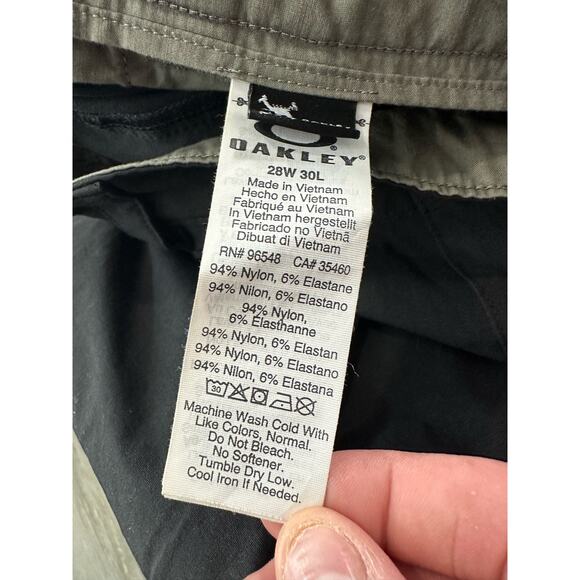 OAKLEY
28W 30L
Made in Vietnam
Hecho en Vietnam
Fabriqué au Vietnam
In Vietnam hergestellt
Fabricado no Vietnã
Dibuat di Vietnam
RN# 96548 CA# 35460
94% Nylon, 6% Elastane
94% Nilon, 6% Elastano
94% Nylon,
6% Élasthanne
94% Nylon, 6% Elastan
94% Nylon, 6% Elastano
94% Nilon, 6% Elastana
30
Machine Wash Cold With
Like Colors, Normal.
Do Not Bleach.
No Softener.
Tumble Dry Low.
Cool Iron If Needed.